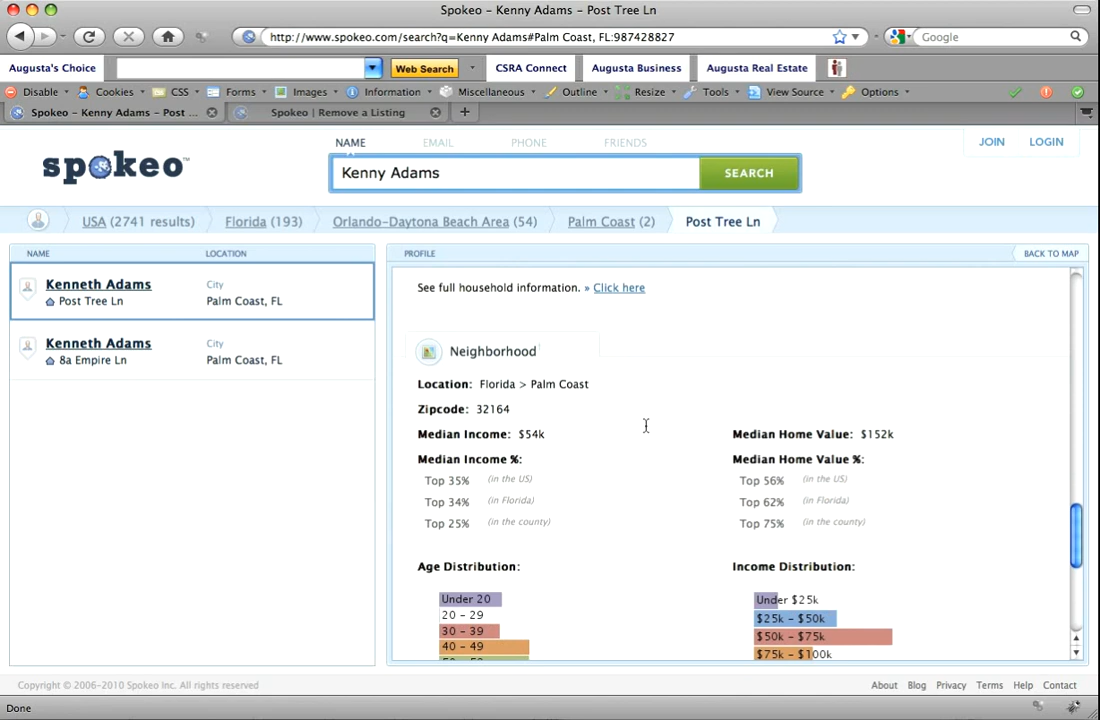 Spokeo – Kenny Adams – Post Tree Ln
http://www.spokeo.com/search?q=Kenny Adams#Palm Coast, FL:987428827
Google
Augusta's Choice
Web Search
CSRA Connect
Augusta Business
Augusta Real Estate
Disable
Cookies
CSS
Forms
Images
Information
Miscellaneous
Outline
Resize
Tools
View Source
Options
Spokeo – Kenny Adams – Post ...
Spokeo | Remove a Listing
NAME
EMAIL
PHONE
FRIENDS
JOIN
LOGIN
spokeo™
Kenny Adams
SEARCH
USA (2741 results)
Florida (193)
Orlando-Daytona Beach Area (54)
Palm Coast (2)
Post Tree Ln
NAME
LOCATION
PROFILE
BACK TO MAP
Kenneth Adams
City
Post Tree Ln
Palm Coast, FL
Kenneth Adams
City
8a Empire Ln
Palm Coast, FL
See full household information. » Click here
Neighborhood
Location: Florida > Palm Coast
Zipcode: 32164
Median Income: $54k
Median Home Value: $152k
Median Income %:
Median Home Value %:
Top 35% (in the US)
Top 56% (in the US)
Top 34% (in Florida)
Top 62% (in Florida)
Top 25% (in the county)
Top 75% (in the county)
Age Distribution:
Income Distribution:
Under 20
Under $25k
20 – 29
$25k – $50k
30 – 39
$50k – $75k
40 – 49
$75k – $100k
Copyright © 2006-2010 Spokeo Inc. All rights reserved
About
Blog
Privacy
Terms
Help
Contact
Done